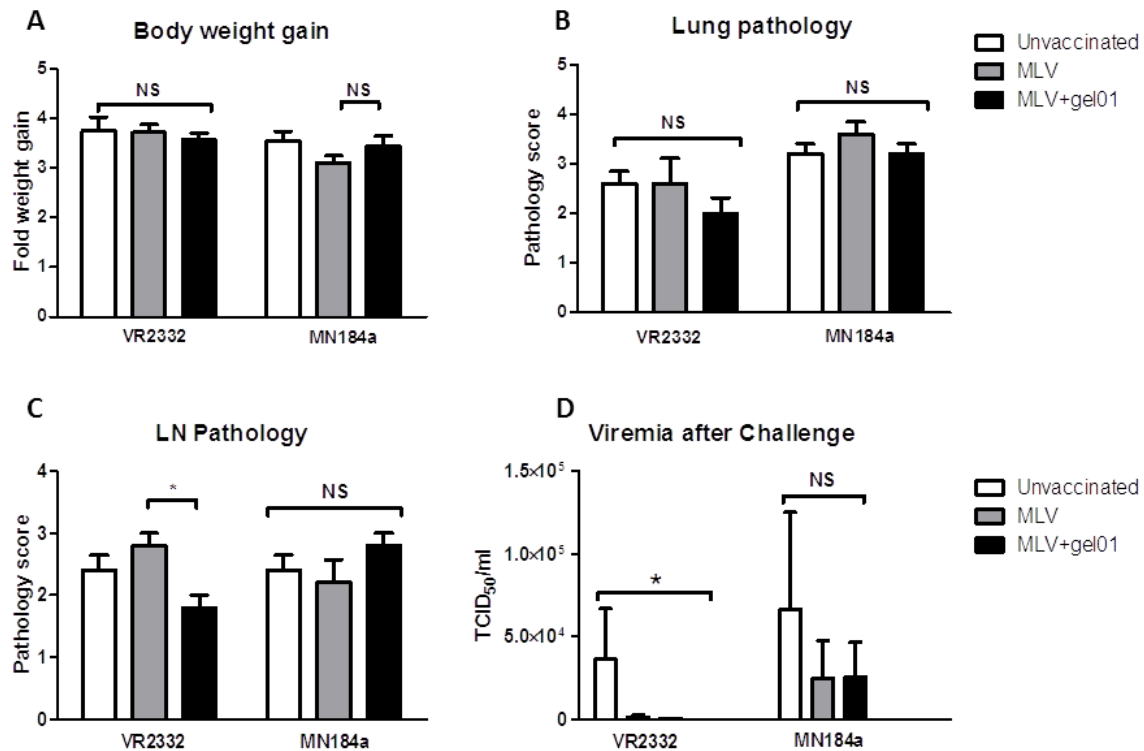 A
Body weight gain
Fold weight gain
5
4
3
2
1
0
NS
NS
VR2332
MN184a
B
Lung pathology
Pathology score
5
4
3
2
1
0
NS
NS
VR2332
MN184a
Unvaccinated
MLV
MLV+gel01
C
LN Pathology
Pathology score
4
3
2
1
0
*
NS
VR2332
MN184a
D
Viremia after Challenge
TCID50/ml
1.5×10⁵
1.0×10⁵
5.0×10⁴
0
*
NS
VR2332
MN184a
Unvaccinated
MLV
MLV+gel01